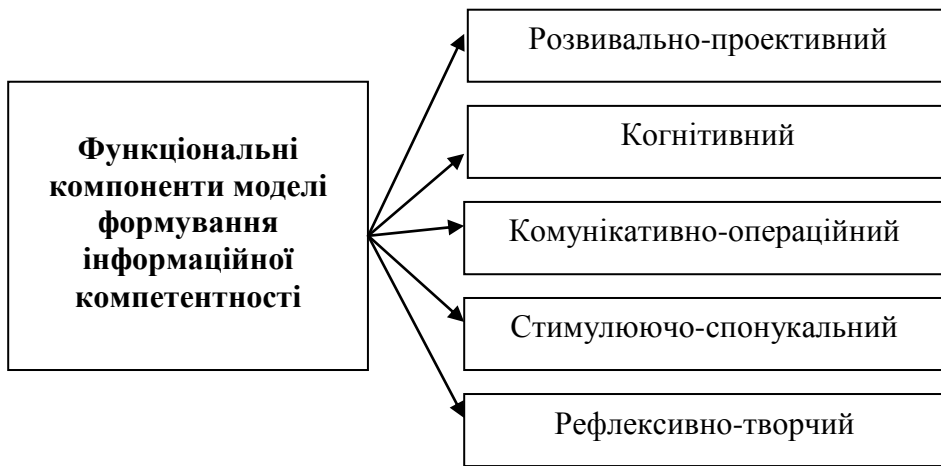 Функціональні
компоненти моделі
формування
інформаційної
компетентності
Розвивально-проективний
Когнітивний
Комунікативно-операційний
Стимулюючо-спонукальний
Рефлексивно-творчий